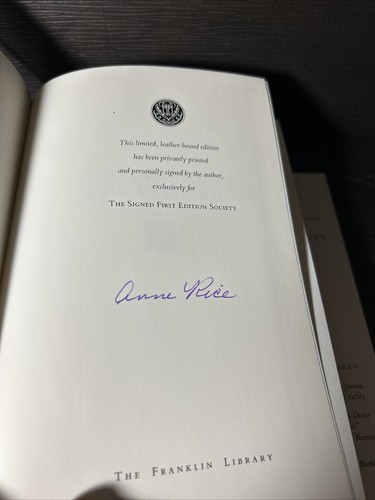 This limited, leather-bound edition
has been privately printed
and personally signed by the author,
exclusively for
THE SIGNED FIRST EDITION SOCIETY
Anne Rice
THE FRANKLIN LIBRARY
Journal